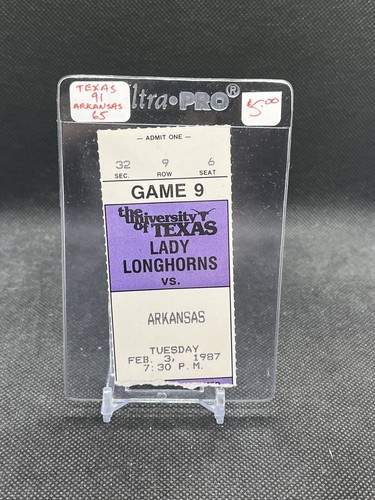 TEXAS
91
ARKANSAS
65
ltra·PRO®
$5.00
— ADMIT ONE —
32 9 6
SEC. ROW SEAT
GAME 9
the University
of TEXAS
LADY
LONGHORNS
VS.
ARKANSAS
TUESDAY
FEB. 3, 1987
7:30 P.M.